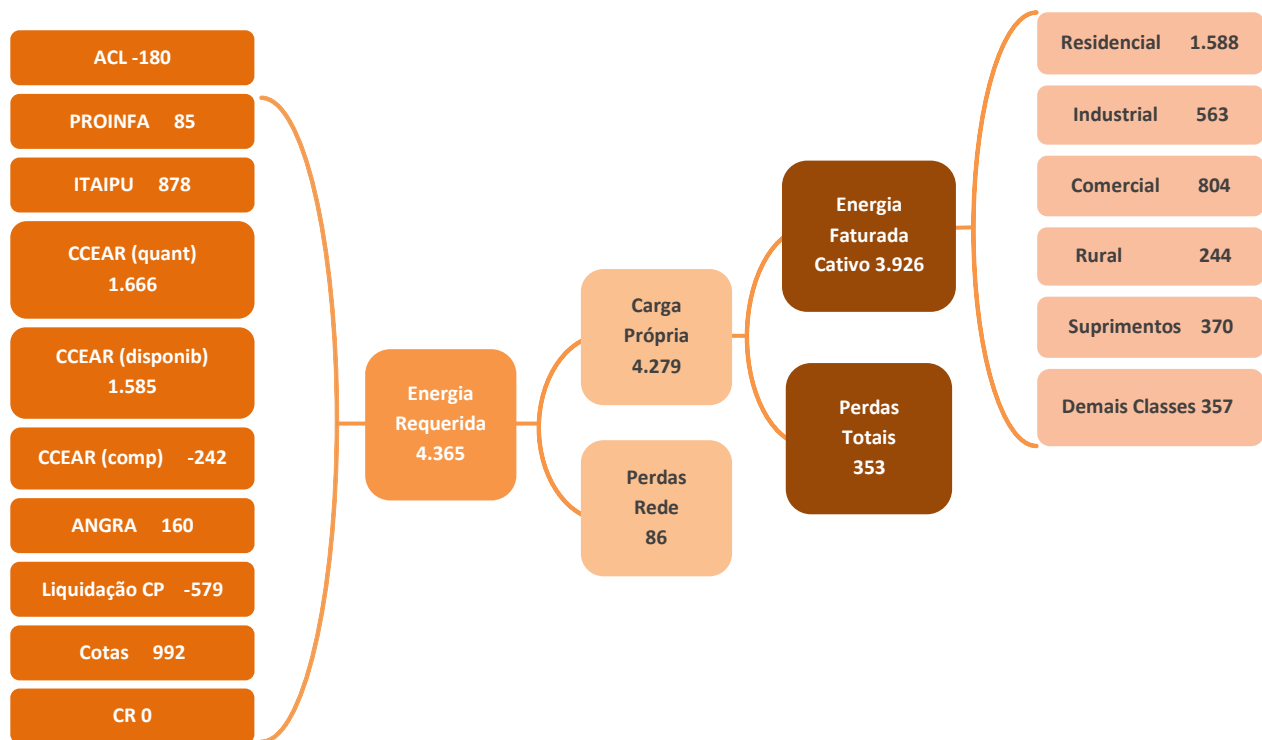 ACL -180
PROINFA 85
ITAIPU 878
CCEAR (quant)
1.666
CCEAR (disponib)
1.585
CCEAR (comp) -242
ANGRA 160
Liquidação CP -579
Cotas 992
CR 0
Energia
Requerida
4.365
Carga
Própria
4.279
Perdas
Rede
86
Energia
Faturada
Cativo 3.926
Perdas
Totais
353
Residencial 1.588
Industrial 563
Comercial 804
Rural 244
Suprimentos 370
Demais Classes 357